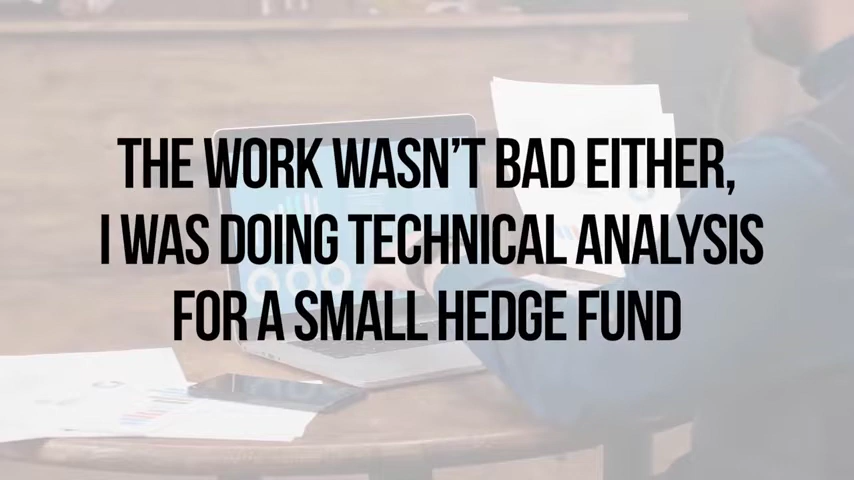 THE WORK WASN'T BAD EITHER,
I WAS DOING TECHNICAL ANALYSIS
FOR A SMALL HEDGE FUND